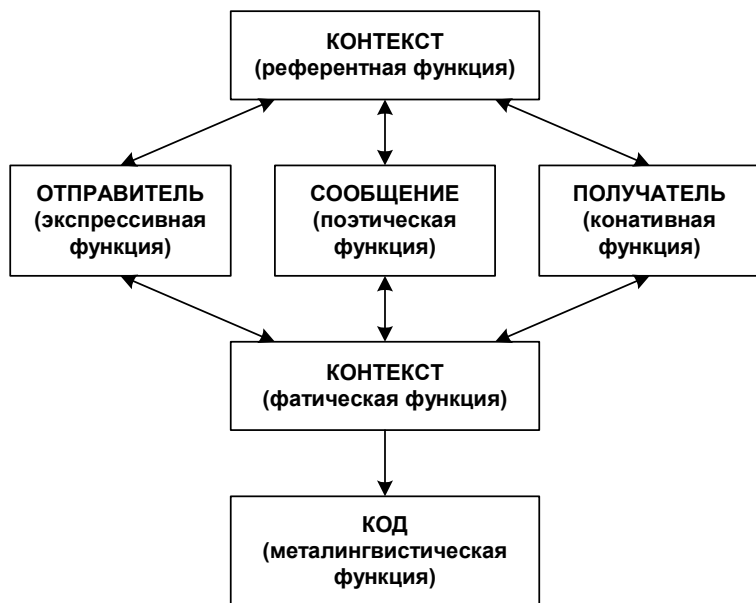 КОНТЕКСТ
(референтная функция)
ОТПРАВИТЕЛЬ
(экспрессивная
функция)
СООБЩЕНИЕ
(поэтическая
функция)
ПОЛУЧАТЕЛЬ
(конативная
функция)
КОНТЕКСТ
(фатическая функция)
КОД
(металингвистическая
функция)